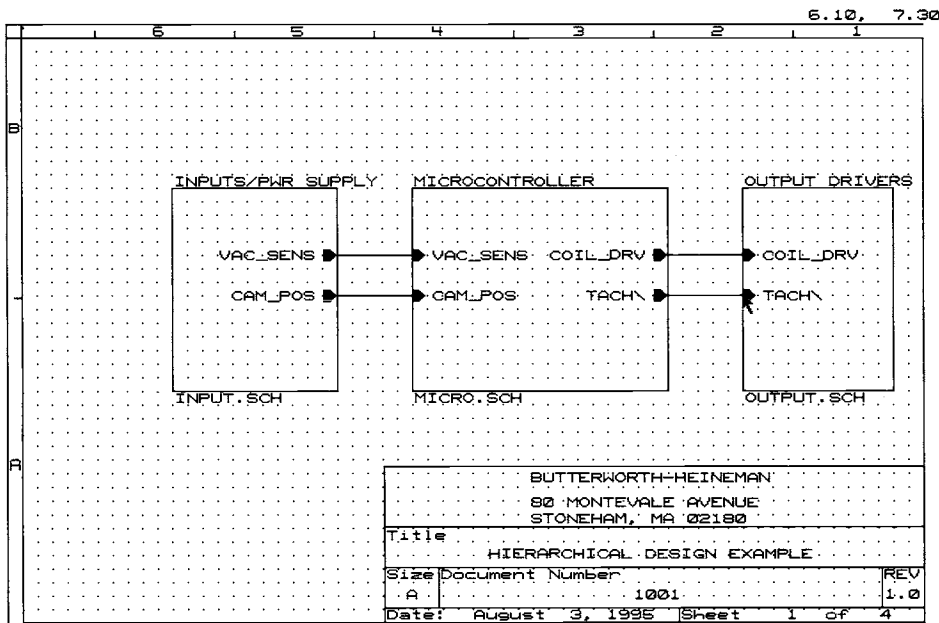 6.10, 7.30
6 5 4 3 2 1
B
INPUTS/PWR SUPPLY MICROCONTROLLER OUTPUT DRIVERS
VAC_SENS VAC_SENS COIL_DRV COIL_DRV
CAM_POS CAM_POS TACH\ TACH\
INPUT.SCH MICRO.SCH OUTPUT.SCH
A
BUTTERWORTH-HEINEMAN
80 MONTEVALE AVENUE
STONEHAM, MA 02180
Title
HIERARCHICAL DESIGN EXAMPLE
Size Document Number REV
A 1001 1.0
Date: August 3, 1995 Sheet 1 of 4